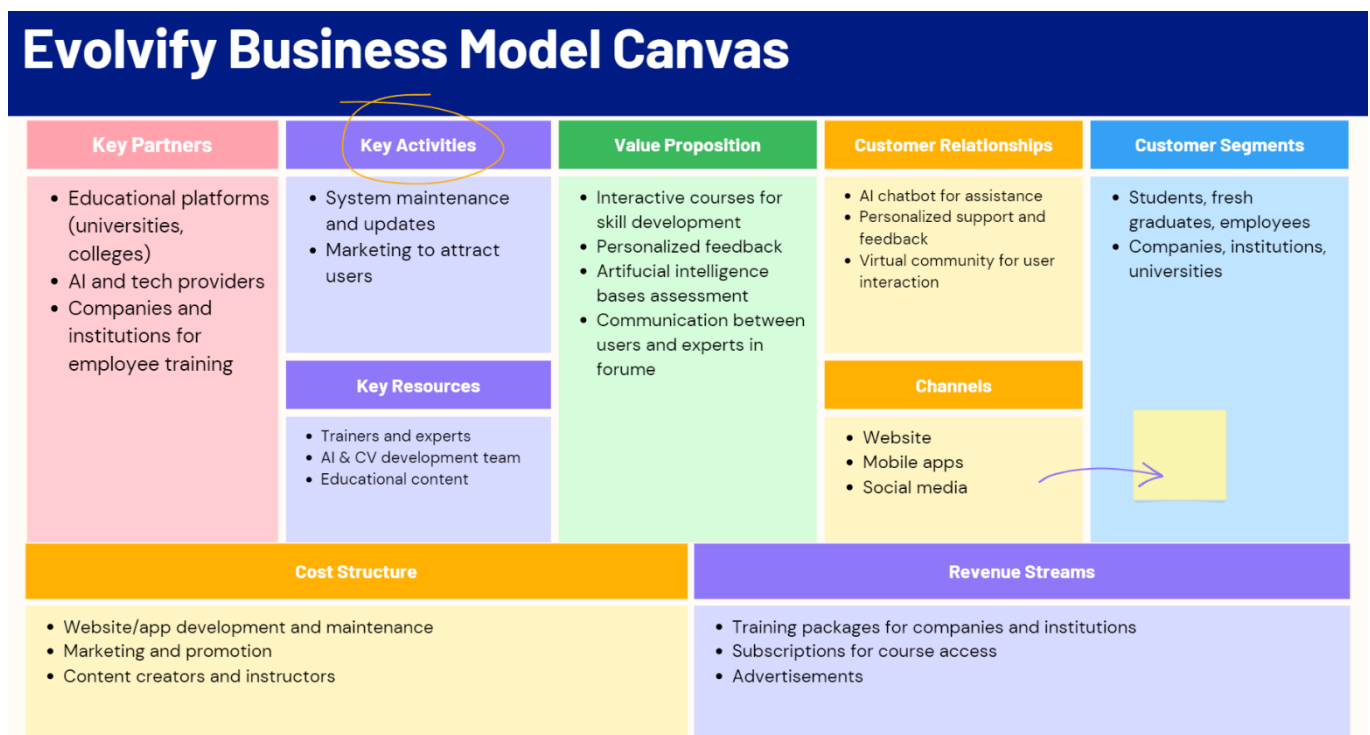 Evolvify Business Model Canvas
Key Partners
• Educational platforms
(universities,
colleges)
• AI and tech providers
• Companies and
institutions for
employee training
Key Activities
• System maintenance
and updates
• Marketing to attract
users
Key Resources
• Trainers and experts
• AI & CV development team
• Educational content
Value Proposition
• Interactive courses for
skill development
• Personalized feedback
• Artifucial intelligence
bases assessment
• Communication between
users and experts in
forume
Customer Relationships
• AI chatbot for assistance
• Personalized support and
feedback
• Virtual community for user
interaction
Channels
• Website
• Mobile apps
• Social media
Customer Segments
• Students, fresh
graduates, employees
• Companies, institutions,
universities
Cost Structure
• Website/app development and maintenance
• Marketing and promotion
• Content creators and instructors
Revenue Streams
• Training packages for companies and institutions
• Subscriptions for course access
• Advertisements